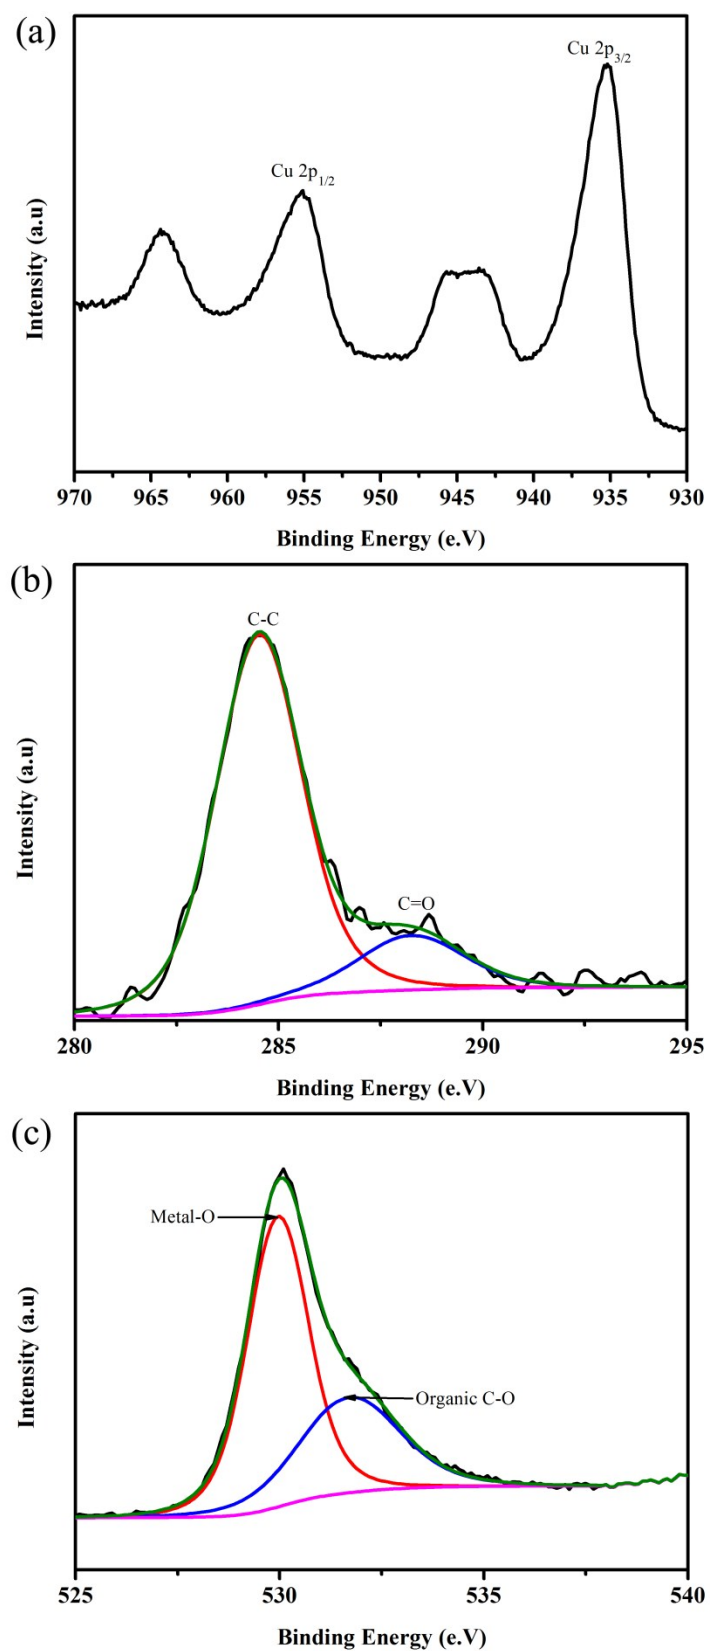 (a)
Cu 2p3/2
Cu 2p1/2
Intensity (a.u)
970 965 960 955 950 945 940 935 930
Binding Energy (e.V)
(b)
C-C
C=O
Intensity (a.u)
280 285 290 295
Binding Energy (e.V)
(c)
Metal-O
Organic C-O
Intensity (a.u)
525 530 535 540
Binding Energy (e.V)